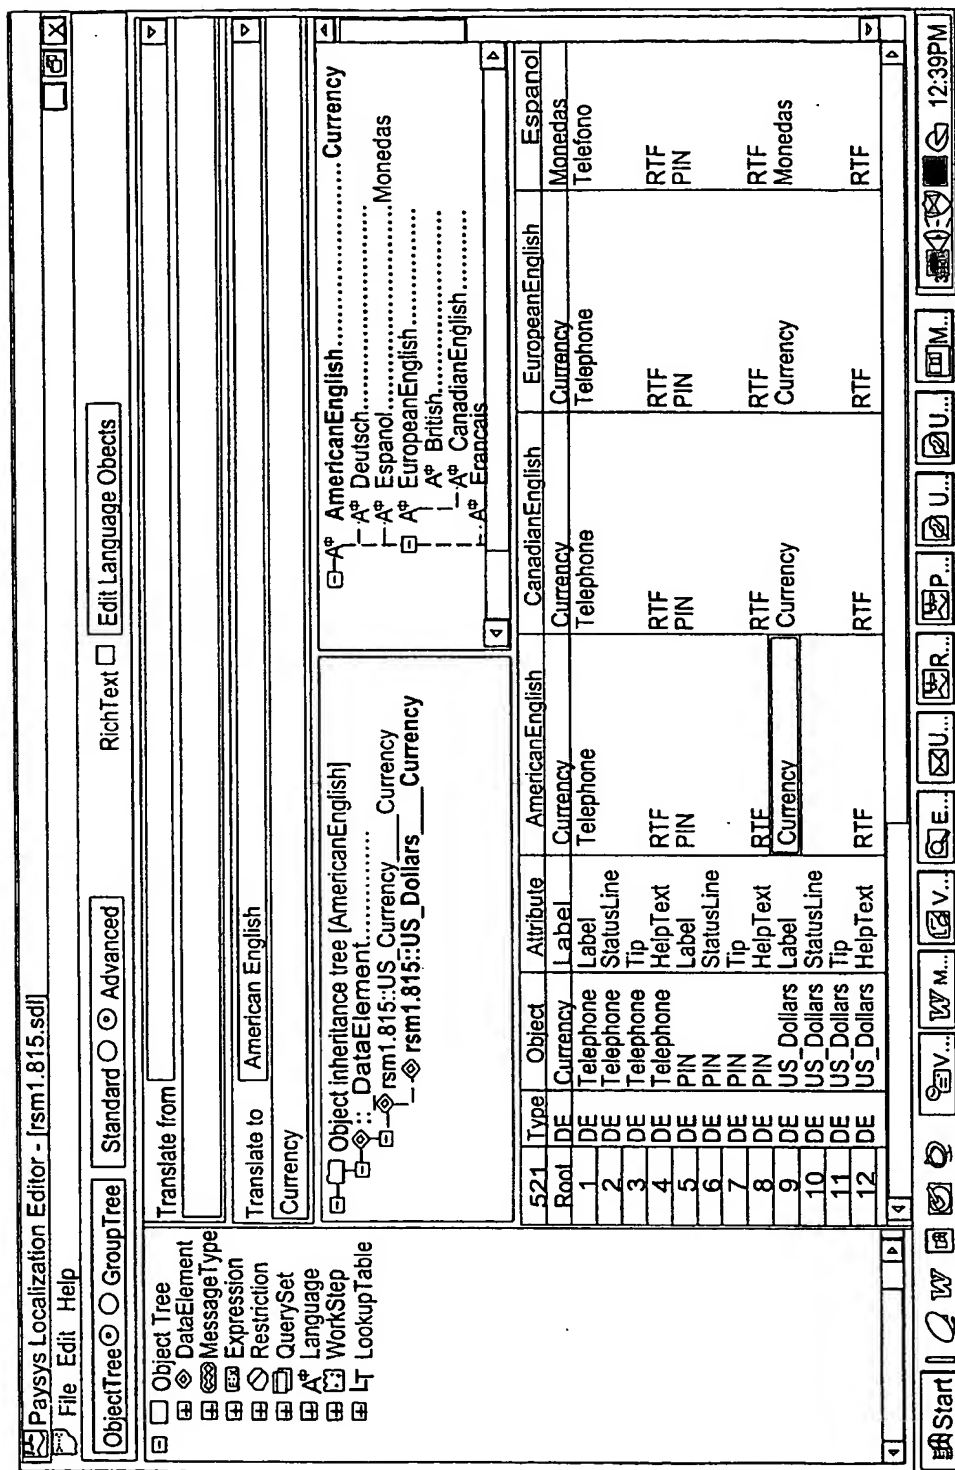 Paysys Localization Editor - [rsm1.815.sdl]
File Edit Help
ObjectTree GroupTree Standard Advanced RichText Edit Language Obects
Object Tree
DataElement
MessageType
Expression
Restriction
QuerySet
Language
WorkStep
LookupTable
Translate from
Translate to American English
Currency
Object inheritance tree [AmericanEnglish]
:: DataElement..............
rsm1.815::US_Currency___Currency
rsm1.815::US_Dollars___Currency
AmericanEnglish........................Currency
Deutsch........................
Espanol........................Monedas
EuropeanEnglish................
British........................
CanadianEnglish...........
Francais
521 Type Object Attribute AmericanEnglish CanadianEnglish EuropeanEnglish Espanol
Root DE Currency Label Currency Currency Currency Monedas
1 DE Telephone Label Telephone Telephone Telephone Telefono
2 DE Telephone StatusLine
3 DE Telephone Tip
4 DE Telephone HelpText RTF RTF RTF RTF
5 DE PIN Label PIN PIN PIN PIN
6 DE PIN StatusLine
7 DE PIN Tip
8 DE PIN HelpText RTF RTF RTF RTF
9 DE US_Dollars Label Currency Currency Currency Monedas
10 DE US_Dollars StatusLine
11 DE US_Dollars Tip
12 DE US_Dollars HelpText RTF RTF RTF RTF
Start W V... W M... V... E... U... R... P... U... U... M... 12:39PM